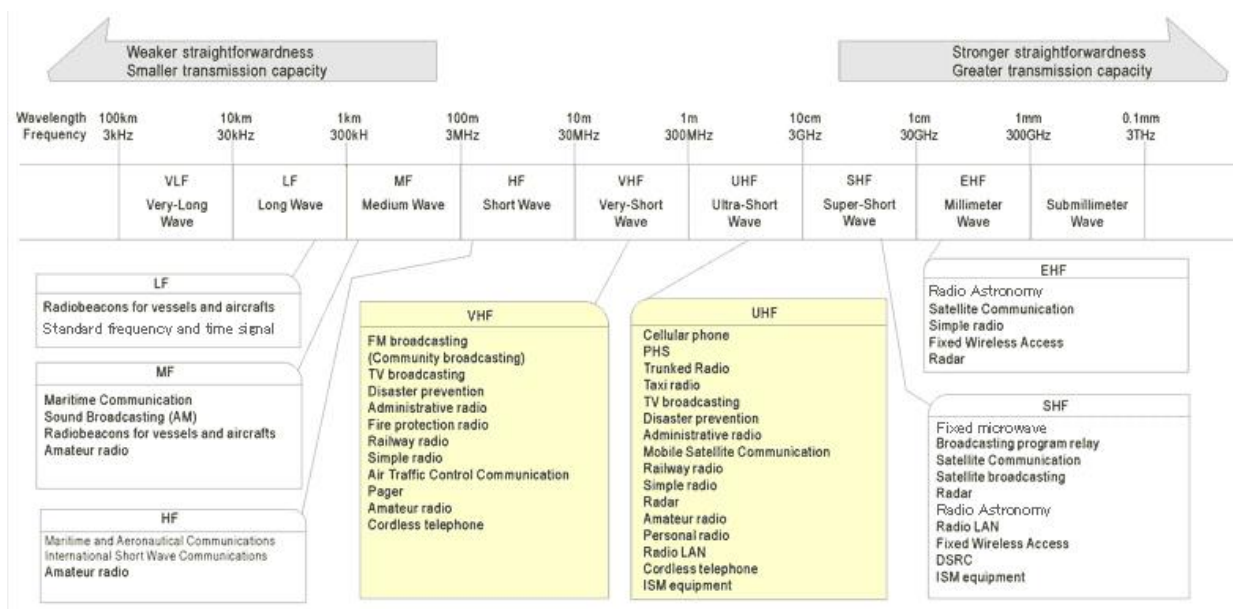 Weaker straightforwardness
Smaller transmission capacity
Stronger straightforwardness
Greater transmission capacity
Wavelength 100km 10km 1km 100m 10m 1m 10cm 1cm 1mm 0.1mm
Frequency 3kHz 30kHz 300kH 3MHz 30MHz 300MHz 3GHz 30GHz 300GHz 3THz
VLF
Very-Long
Wave
LF
Long Wave
MF
Medium Wave
HF
Short Wave
VHF
Very-Short
Wave
UHF
Ultra-Short
Wave
SHF
Super-Short
Wave
EHF
Millimeter
Wave
Submillimeter
Wave
LF
Radiobeacons for vessels and aircrafts
Standard frequency and time signal
MF
Maritime Communication
Sound Broadcasting (AM)
Radiobeacons for vessels and aircrafts
Amateur radio
HF
Maritime and Aeronautical Communications
International Short Wave Communications
Amateur radio
VHF
FM broadcasting
(Community broadcasting)
TV broadcasting
Disaster prevention
Administrative radio
Fire protection radio
Railway radio
Simple radio
Air Traffic Control Communication
Pager
Amateur radio
Cordless telephone
UHF
Cellular phone
PHS
Trunked Radio
Taxi radio
TV broadcasting
Disaster prevention
Administrative radio
Mobile Satellite Communication
Railway radio
Simple radio
Radar
Amateur radio
Personal radio
Radio LAN
Cordless telephone
ISM equipment
EHF
Radio Astronomy
Satellite Communication
Simple radio
Fixed Wireless Access
Radar
SHF
Fixed microwave
Broadcasting program relay
Satellite Communication
Satellite broadcasting
Radar
Radio Astronomy
Radio LAN
Fixed Wireless Access
DSRC
ISM equipment